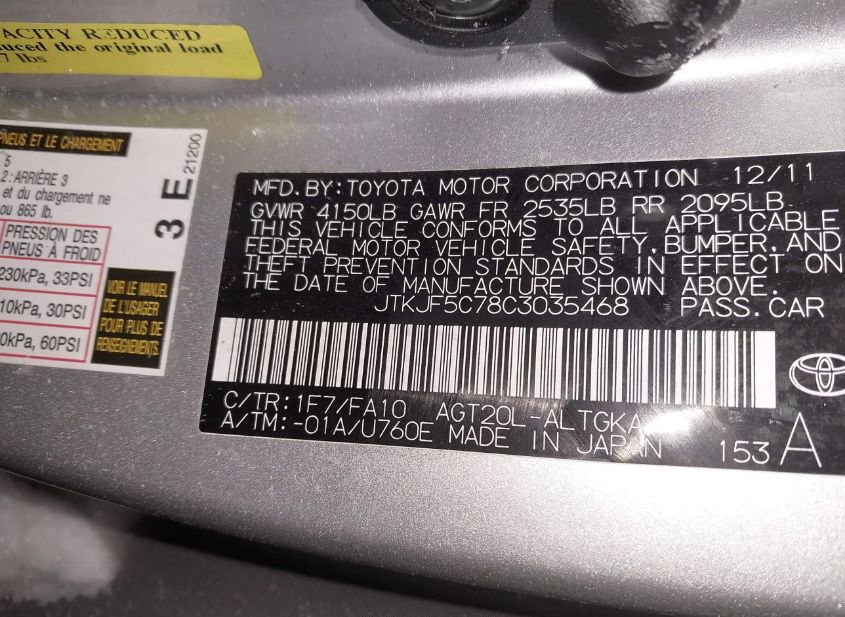 ACITY REDUCED
duced the original load
7 lbs
PNEUS ET LE CHARGEMENT
5
2: ARRIÈRE 3
et du chargement ne
ou 865 lb.
PRESSION DES
PNEUS À FROID
230kPa, 33PSI
10kPa, 30PSI
0kPa, 60PSI
VOIR LE MANUEL
DE L'USAGER
POUR PLUS DE
RENSEIGNEMENTS.
3 E 21200
MFD. BY: TOYOTA MOTOR CORPORATION 12/11
GVWR 4150LB GAWR FR 2535LB RR 2095LB
THIS VEHICLE CONFORMS TO ALL APPLICABLE
FEDERAL MOTOR VEHICLE SAFETY, BUMPER, AND
THEFT PREVENTION STANDARDS IN EFFECT ON
THE DATE OF MANUFACTURE SHOWN ABOVE.
JTKJF5C78C3035468 PASS. CAR
C/TR: 1F7/FA10 AGT20L-ALTGKA
A/TM: -01A/U760E MADE IN JAPAN 153 A